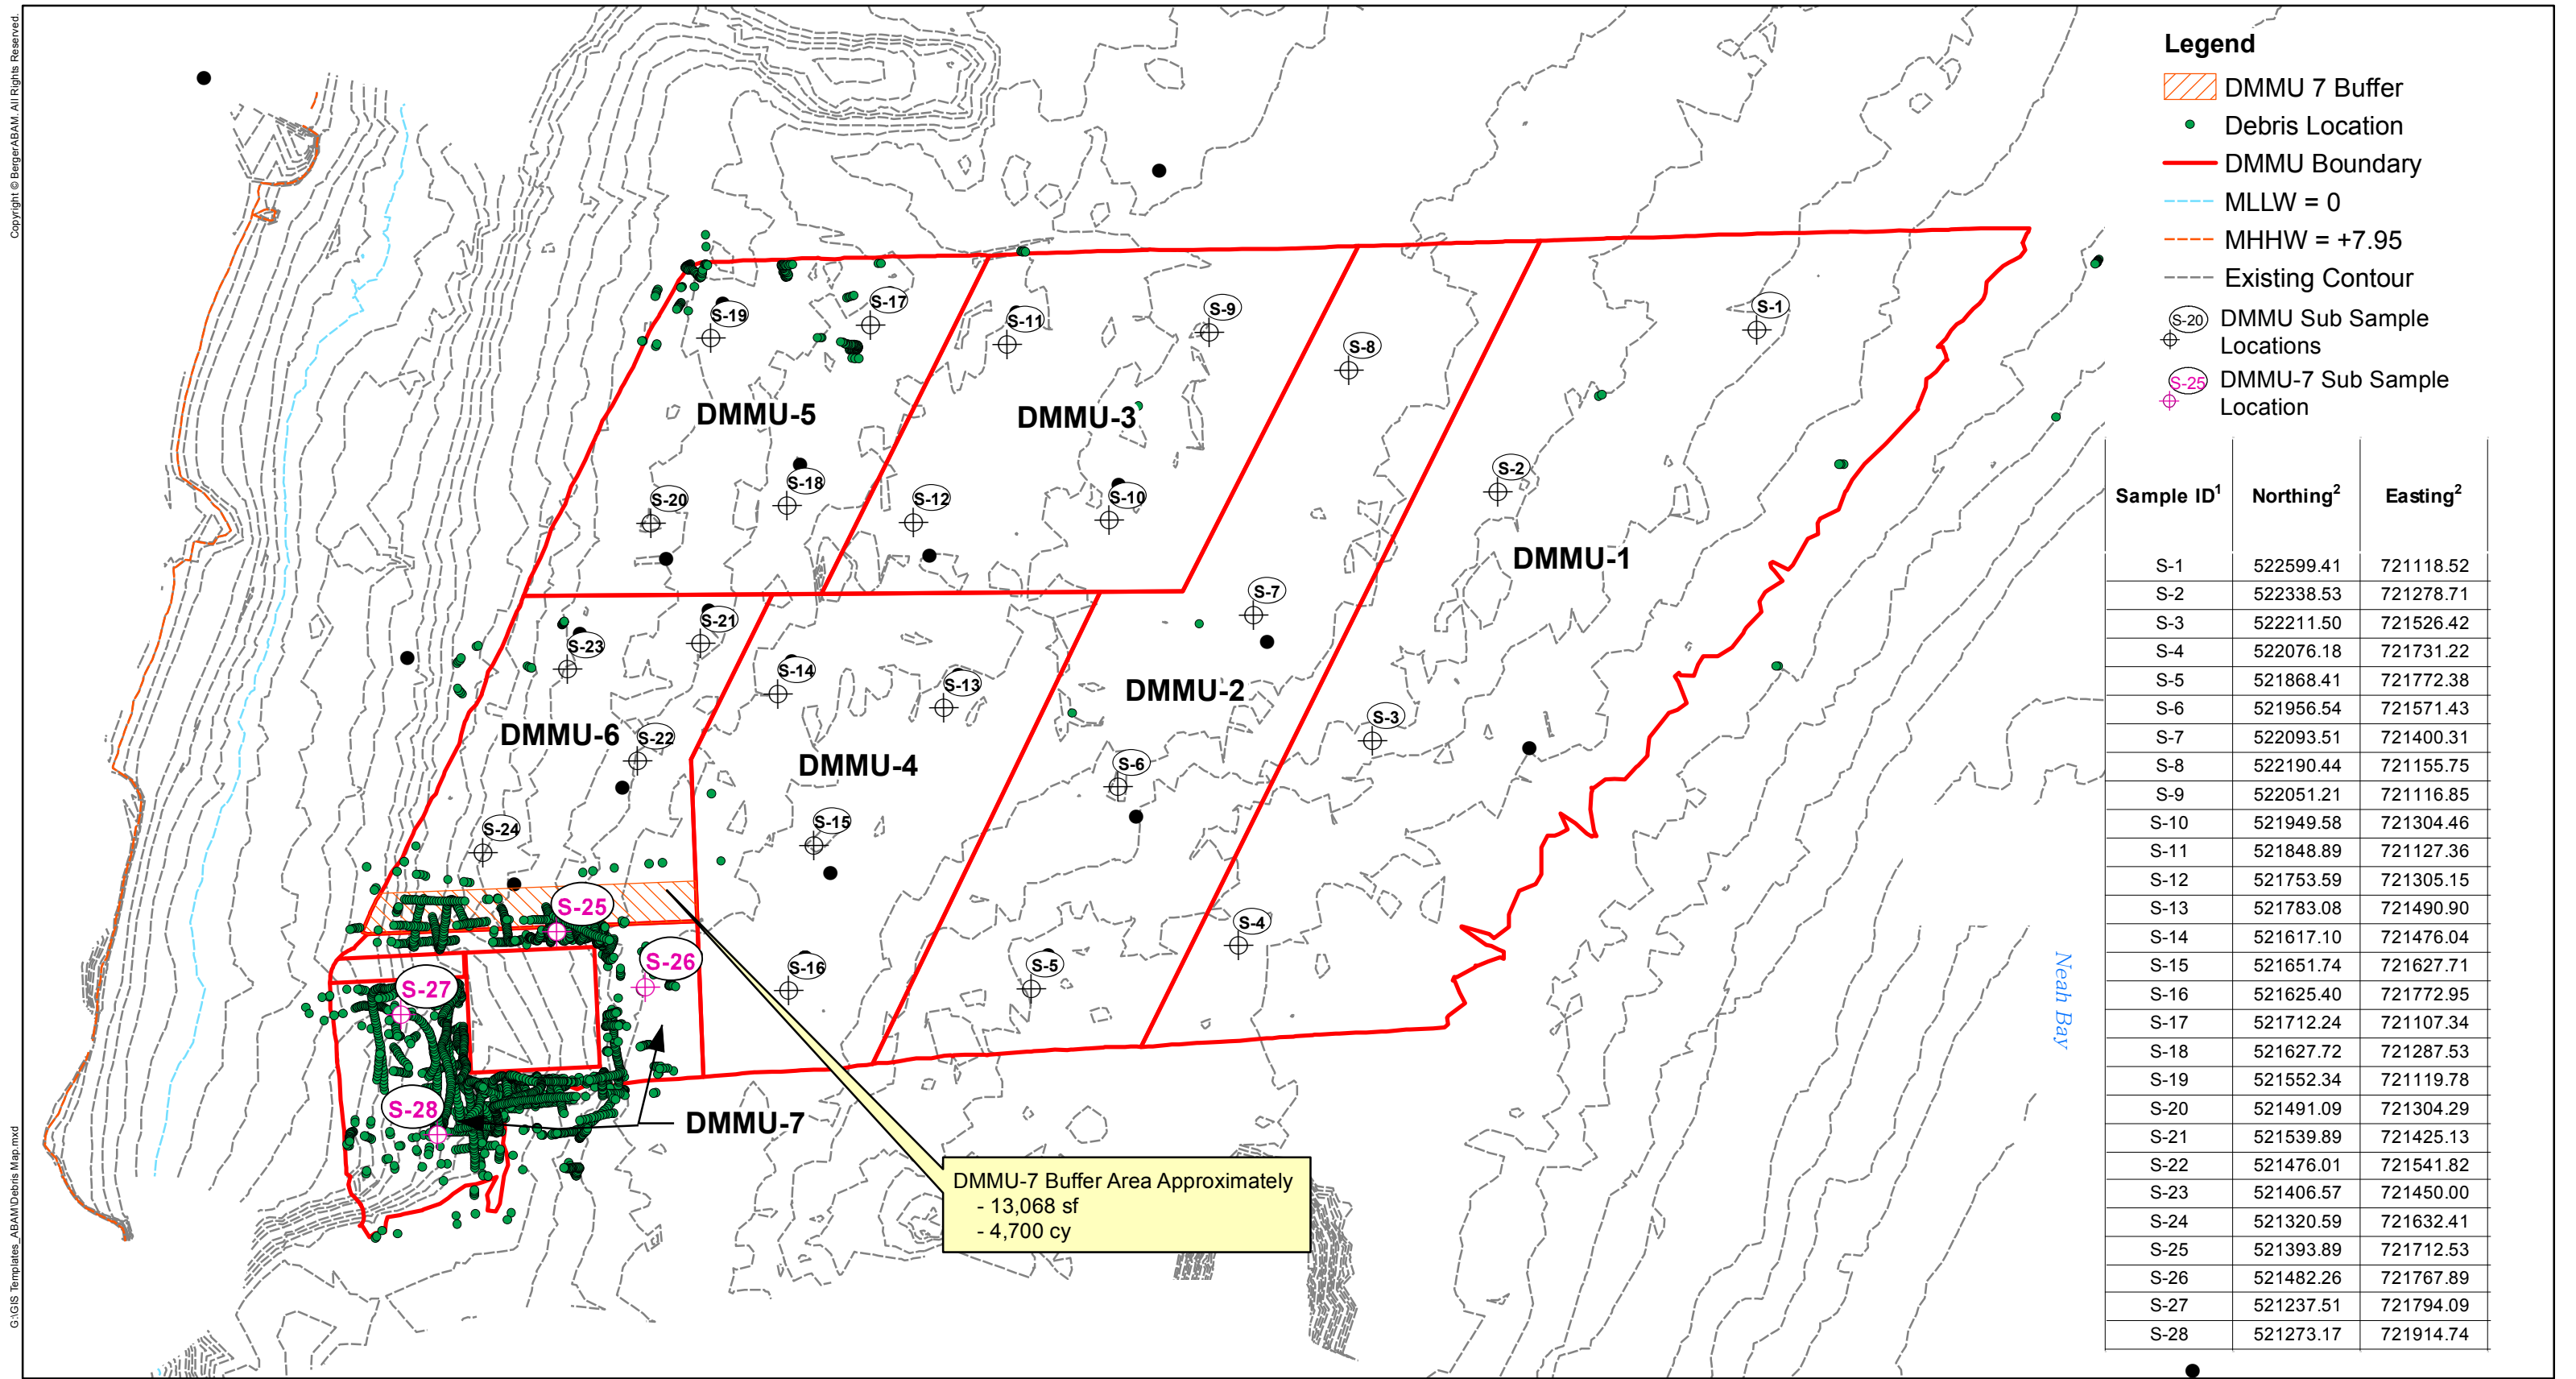 Copyright © BergerABAM. All Rights Reserved.
G:\GIS Templates_ABAM\Debris Map.mxd
Legend
DMMU 7 Buffer
Debris Location
DMMU Boundary
MLLW = 0
MHHW = +7.95
Existing Contour
S-20
DMMU Sub Sample
Locations
S-25
DMMU-7 Sub Sample
Location
Sample ID1 Northing2 Easting2
S-1 522599.41 721118.52
S-2 522338.53 721278.71
S-3 522211.50 721526.42
S-4 522076.18 721731.22
S-5 521868.41 721772.38
S-6 521956.54 721571.43
S-7 522093.51 721400.31
S-8 522190.44 721155.75
S-9 522051.21 721116.85
S-10 521949.58 721304.46
S-11 521848.89 721127.36
S-12 521753.59 721305.15
S-13 521783.08 721490.90
S-14 521617.10 721476.04
S-15 521651.74 721627.71
S-16 521625.40 721772.95
S-17 521712.24 721107.34
S-18 521627.72 721287.53
S-19 521552.34 721119.78
S-20 521491.09 721304.29
S-21 521539.89 721425.13
S-22 521476.01 721541.82
S-23 521406.57 721450.00
S-24 521320.59 721632.41
S-25 521393.89 721712.53
S-26 521482.26 721767.89
S-27 521237.51 721794.09
S-28 521273.17 721914.74
S-19
S-17
S-11
S-9
S-8
S-1
DMMU-5
DMMU-3
S-20
S-18
S-12
S-10
S-2
DMMU-1
S-7
S-21
S-23
S-14
S-13
DMMU-2
S-3
DMMU-6
S-22
DMMU-4
S-6
S-24
S-15
S-25
S-4
S-26
S-16
S-5
S-27
Neah Bay
S-28
DMMU-7
DMMU-7 Buffer Area Approximately
- 13,068 sf
- 4,700 cy